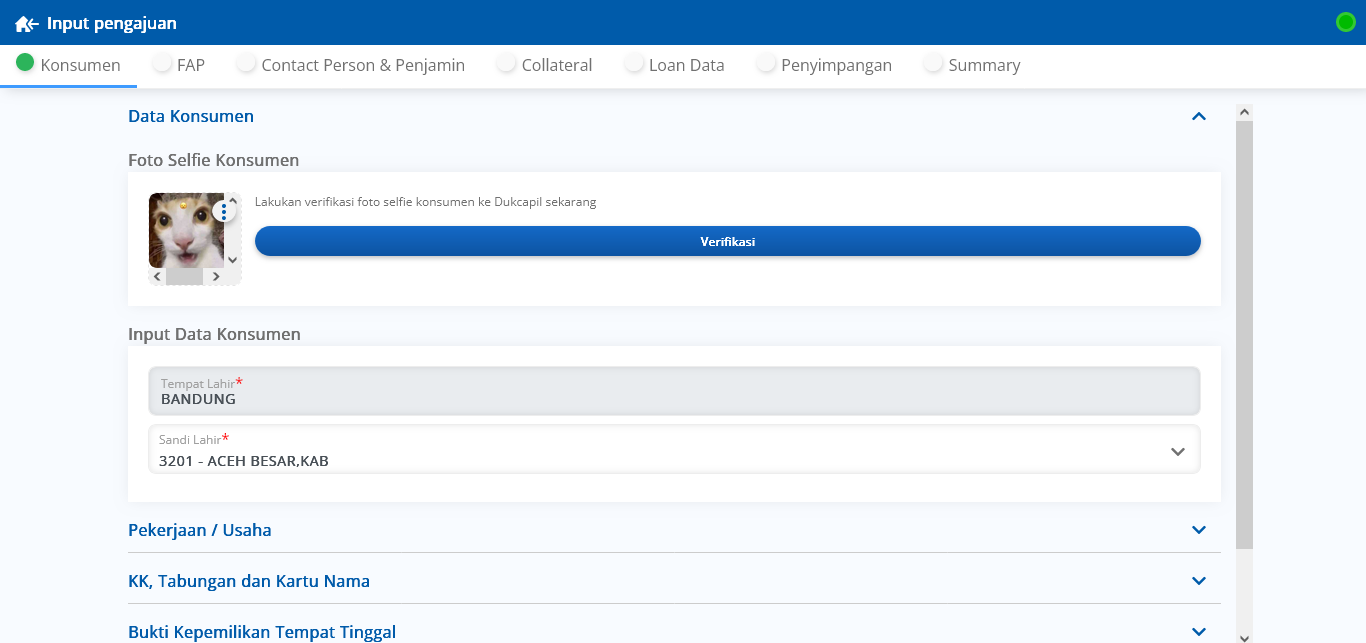 Input pengajuan
Konsumen FAP Contact Person & Penjamin Collateral Loan Data Penyimpangan Summary
Data Konsumen
Foto Selfie Konsumen
Lakukan verifikasi foto selfie konsumen ke Dukcapil sekarang
Verifikasi
Input Data Konsumen
Tempat Lahir*
BANDUNG
Sandi Lahir*
3201 - ACEH BESAR,KAB
Pekerjaan / Usaha
KK, Tabungan dan Kartu Nama
Bukti Kepemilikan Tempat Tinggal